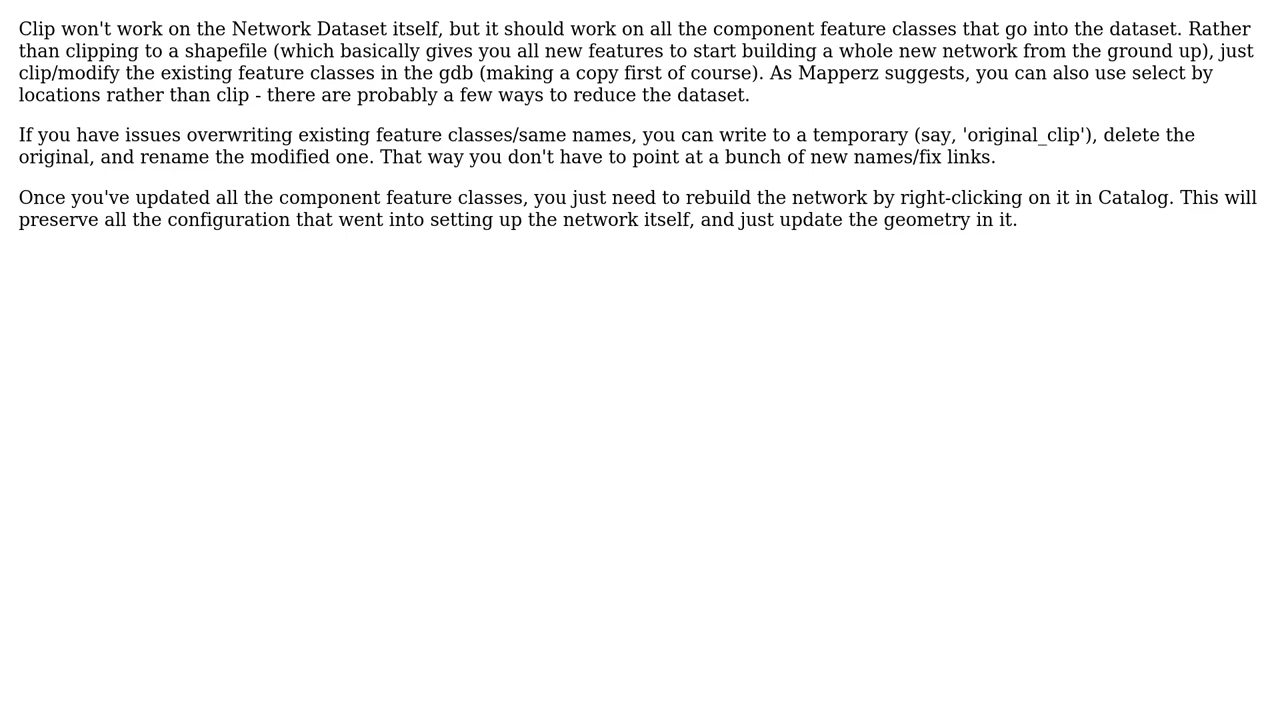 Clip won't work on the Network Dataset itself, but it should work on all the component feature classes that go into the dataset. Rather
than clipping to a shapefile (which basically gives you all new features to start building a whole new network from the ground up), just
clip/modify the existing feature classes in the gdb (making a copy first of course). As Mapperz suggests, you can also use select by
locations rather than clip - there are probably a few ways to reduce the dataset.
If you have issues overwriting existing feature classes/same names, you can write to a temporary (say, 'original_clip'), delete the
original, and rename the modified one. That way you don't have to point at a bunch of new names/fix links.
Once you've updated all the component feature classes, you just need to rebuild the network by right-clicking on it in Catalog. This will
preserve all the configuration that went into setting up the network itself, and just update the geometry in it.